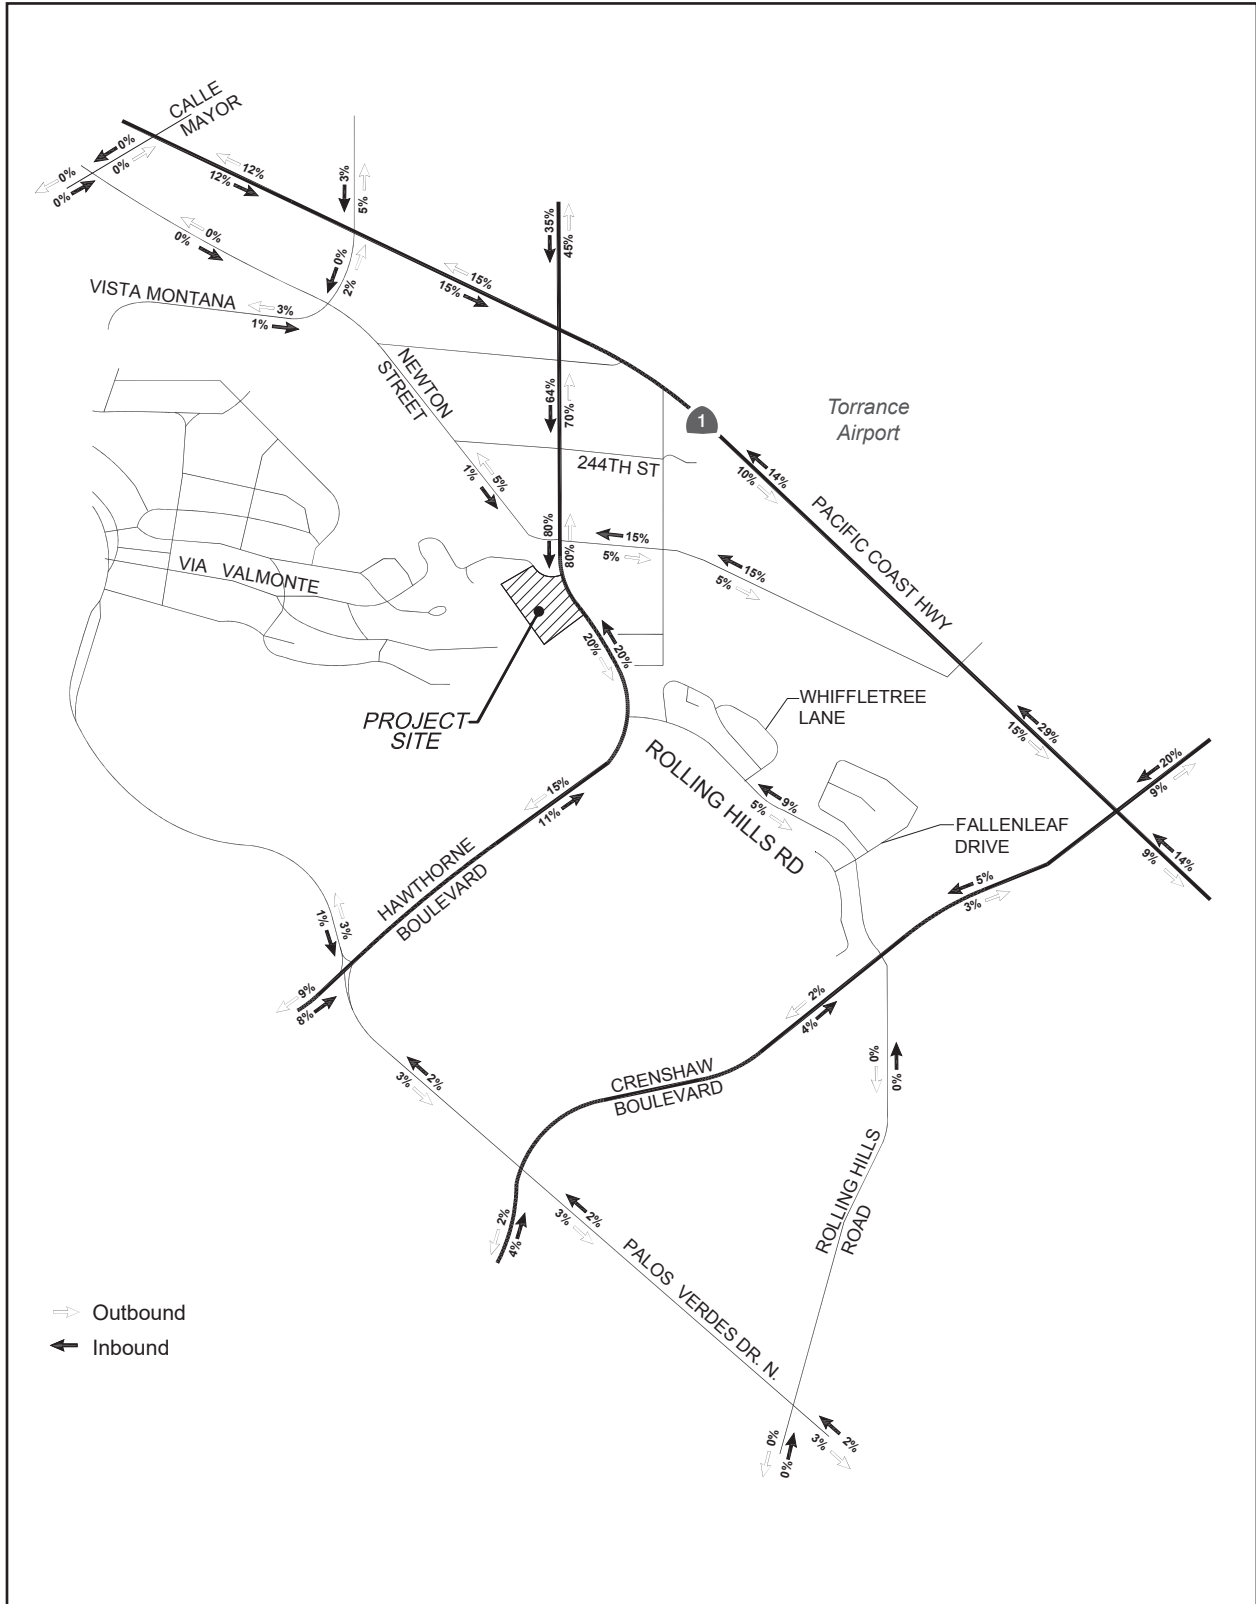 CALLE
MAYOR
0%
0%
0%
0%
12%
12%
3%
5%
35%
45%
0%
0%
0%
2%
15%
15%
VISTA MONTANA
3%
1%
NEWTON
STREET
64%
70%
1
Torrance
Airport
244TH ST
1%
5%
14%
10%
PACIFIC COAST HWY
80%
80%
15%
5%
15%
5%
VIA VALMONTE
20%
20%
PROJECT
SITE
WHIFFLETREE
LANE
ROLLING HILLS RD
29%
15%
20%
9%
15%
11%
9%
5%
FALLENLEAF
DRIVE
14%
9%
HAWTHORNE
BOULEVARD
5%
3%
1%
3%
9%
8%
2%
4%
2%
3%
CRENSHAW
BOULEVARD
0%
0%
ROLLING HILLS
ROAD
2%
4%
2%
3%
PALOS VERDES DR. N.
Outbound
Inbound
0%
0%
2%
3%